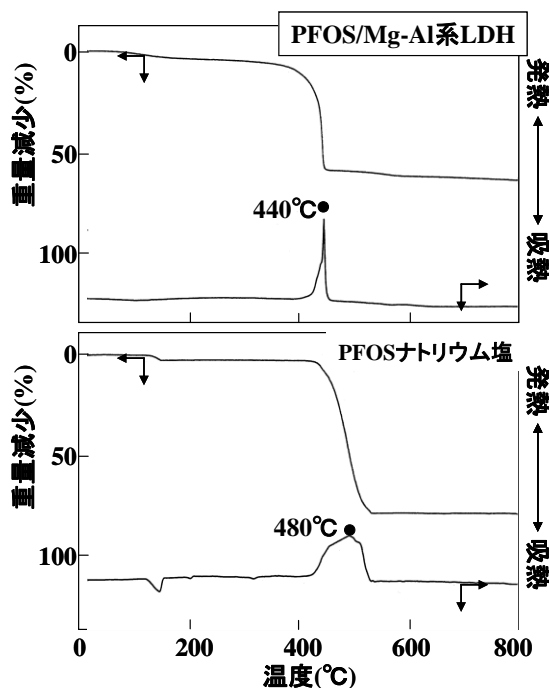 PFOS/Mg-Al系LDH
0
50
100
重量減少(%)
440℃
発熱
吸熱
PFOSナトリウム塩
0
50
100
重量減少(%)
480℃
発熱
吸熱
0
200
400
600
800
温度(℃)